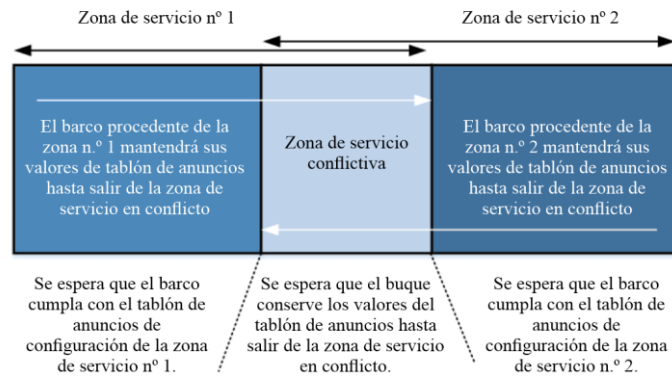 Zona de servicio nº 1
Zona de servicio nº 2
El barco procedente de la
zona n.º 1 mantendrá sus
valores de tablón de anuncios
hasta salir de la zona de
servicio en conflicto
Zona de servicio
conflictiva
El barco procedente de la
zona n.º 2 mantendrá sus
valores de tablón de anuncios
hasta salir de la zona de
servicio en conflicto
Se espera que el barco
cumpla con el tablón de
anuncios de
configuración de la zona
de servicio nº 1.
Se espera que el buque
conserve los valores del
tablón de anuncios hasta
salir de la zona de servicio
en conflicto.
Se espera que el barco
cumpla con el tablón de
anuncios de
configuración de la zona
de servicio n.º 2.